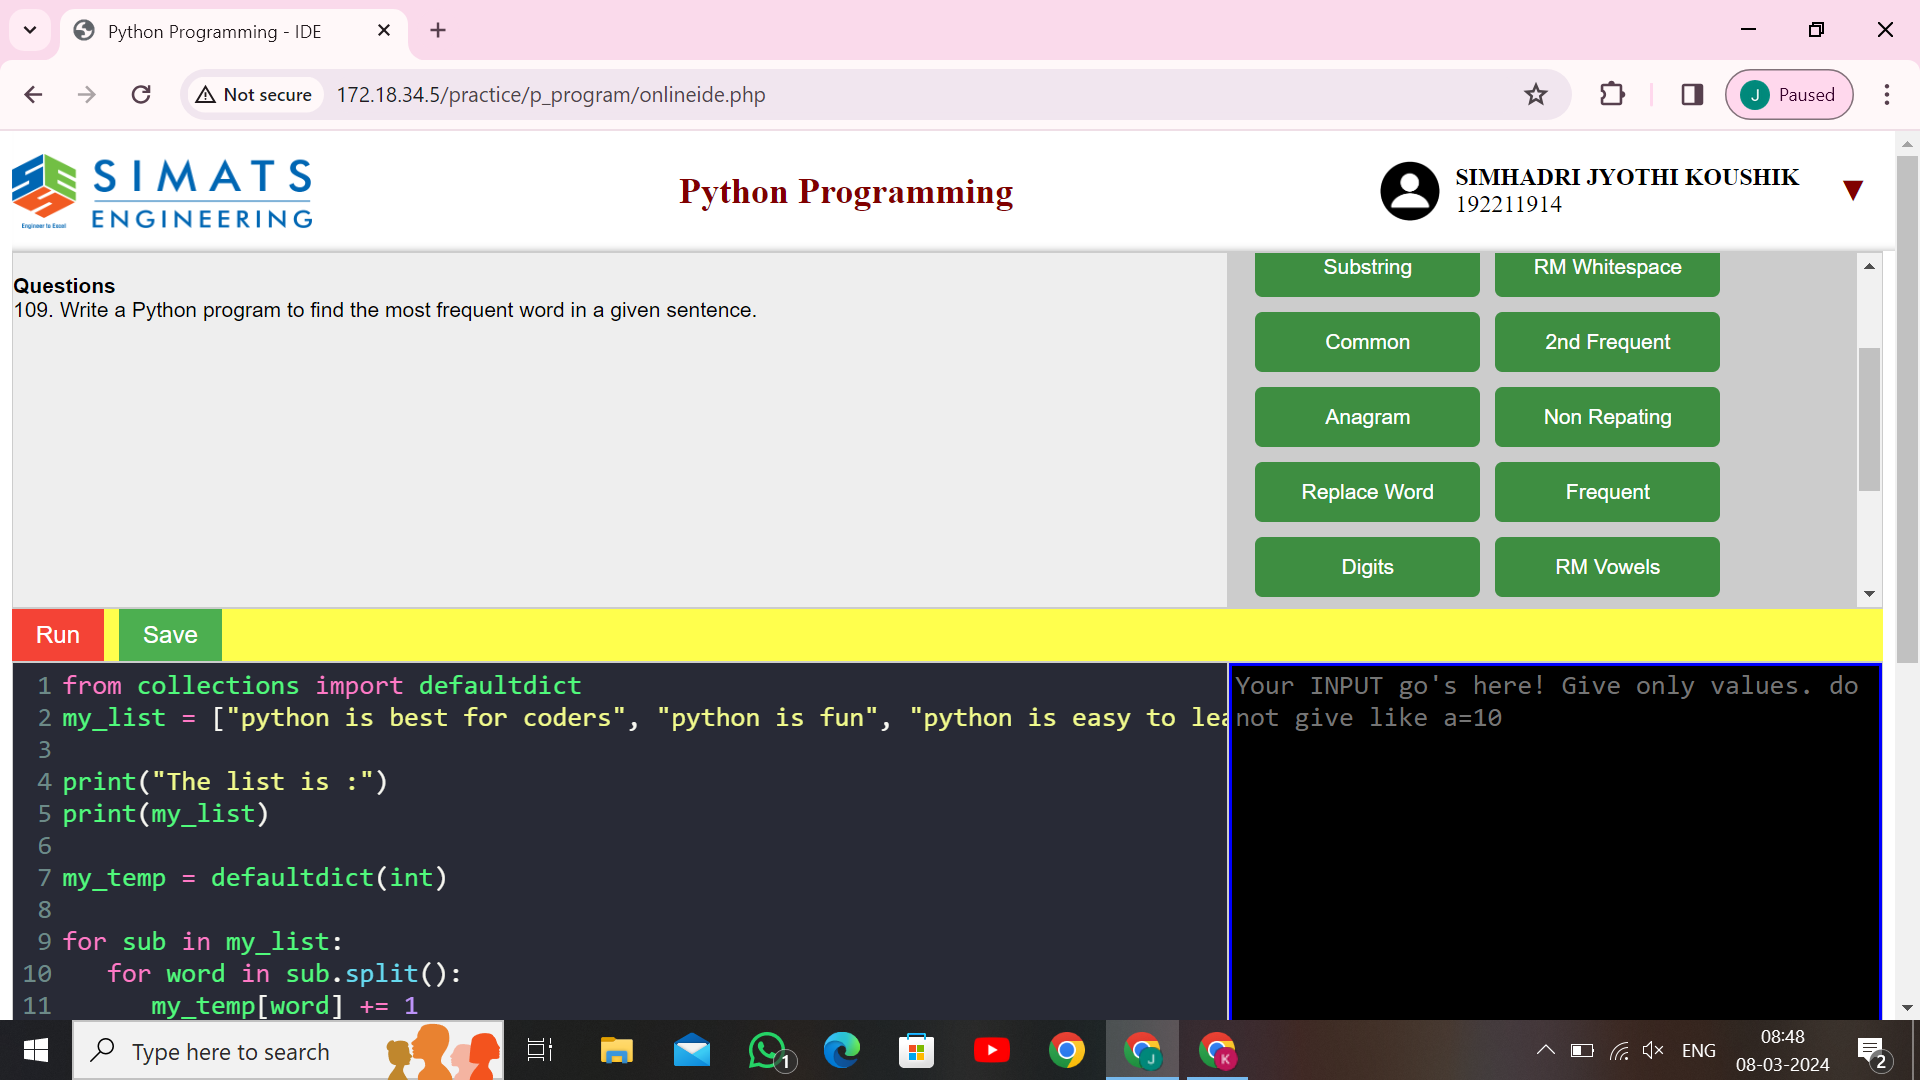 Python Programming - IDE
Not secure
172.18.34.5/practice/p_program/onlineide.php
J
Paused
SIMATS
ENGINEERING
Engineer to Excel
Python Programming
SIMHADRI JYOTHI KOUSHIK
192211914
Questions
109. Write a Python program to find the most frequent word in a given sentence.
Substring
RM Whitespace
Common
2nd Frequent
Anagram
Non Repating
Replace Word
Frequent
Digits
RM Vowels
Run
Save
1 from collections import defaultdict
2 my_list = ["python is best for coders", "python is fun", "python is easy to lea
3
4 print("The list is :")
5 print(my_list)
6
7 my_temp = defaultdict(int)
8
9 for sub in my_list:
10 for word in sub.split():
11 my_temp[word] += 1
Your INPUT go's here! Give only values. do
not give like a=10
Type here to search
1
J
K
ENG
08:48
08-03-2024
2